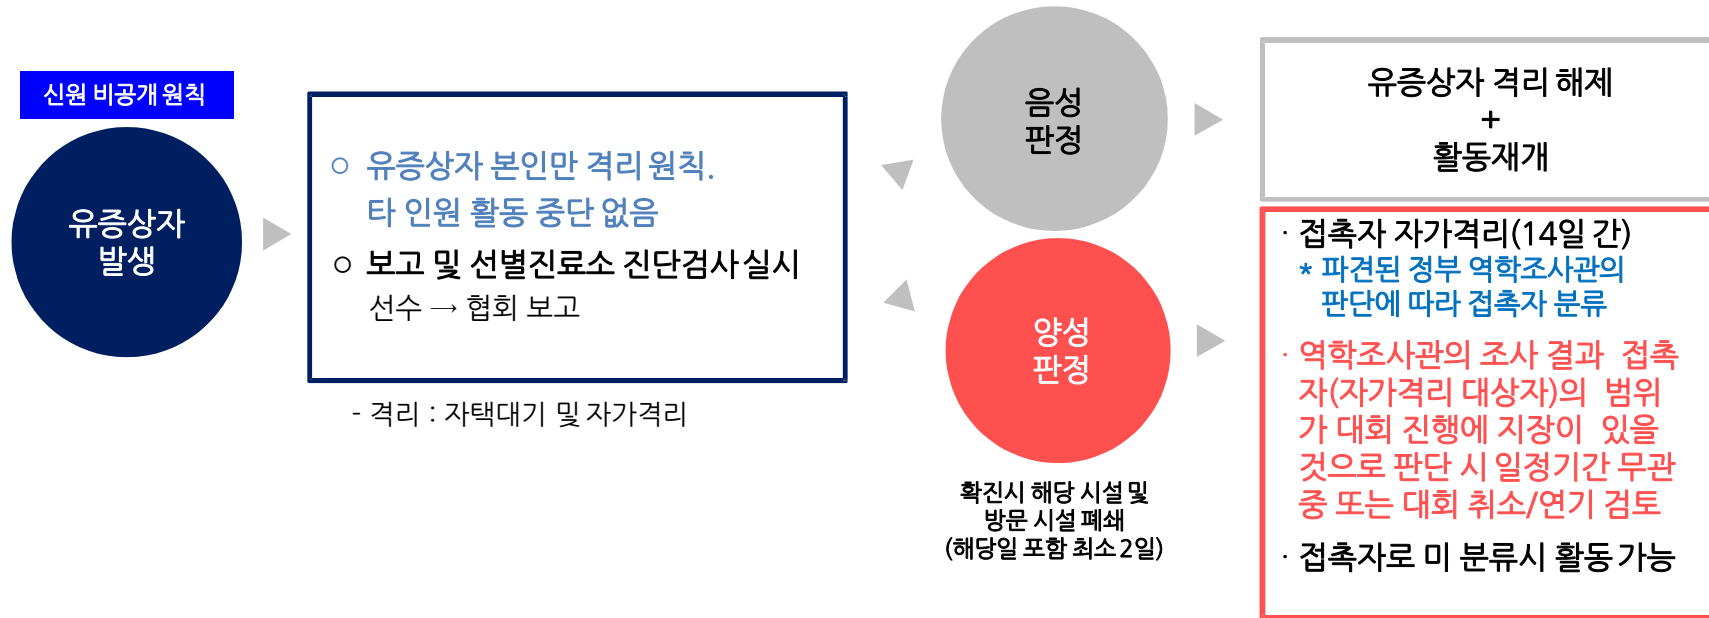 신원 비공개 원칙
유증상자
발생
○ 유증상자 본인만 격리 원칙.
타 인원 활동 중단 없음
○ 보고 및 선별진료소 진단검사 실시
선수 → 협회 보고
- 격리 : 자택대기 및 자가격리
음성
판정
유증상자 격리 해제
+
활동재개
양성
판정
확진시 해당 시설 및
방문 시설 폐쇄
(해당일 포함 최소 2일)
· 접촉자 자가격리(14일 간)
* 파견된 정부 역학조사관의
판단에 따라 접촉자 분류
· 역학조사관의 조사 결과 접촉
자(자가격리 대상자)의 범위
가 대회 진행에 지장이 있을
것으로 판단 시 일정기간 무관
중 또는 대회 취소/연기 검토
· 접촉자로 미 분류시 활동 가능